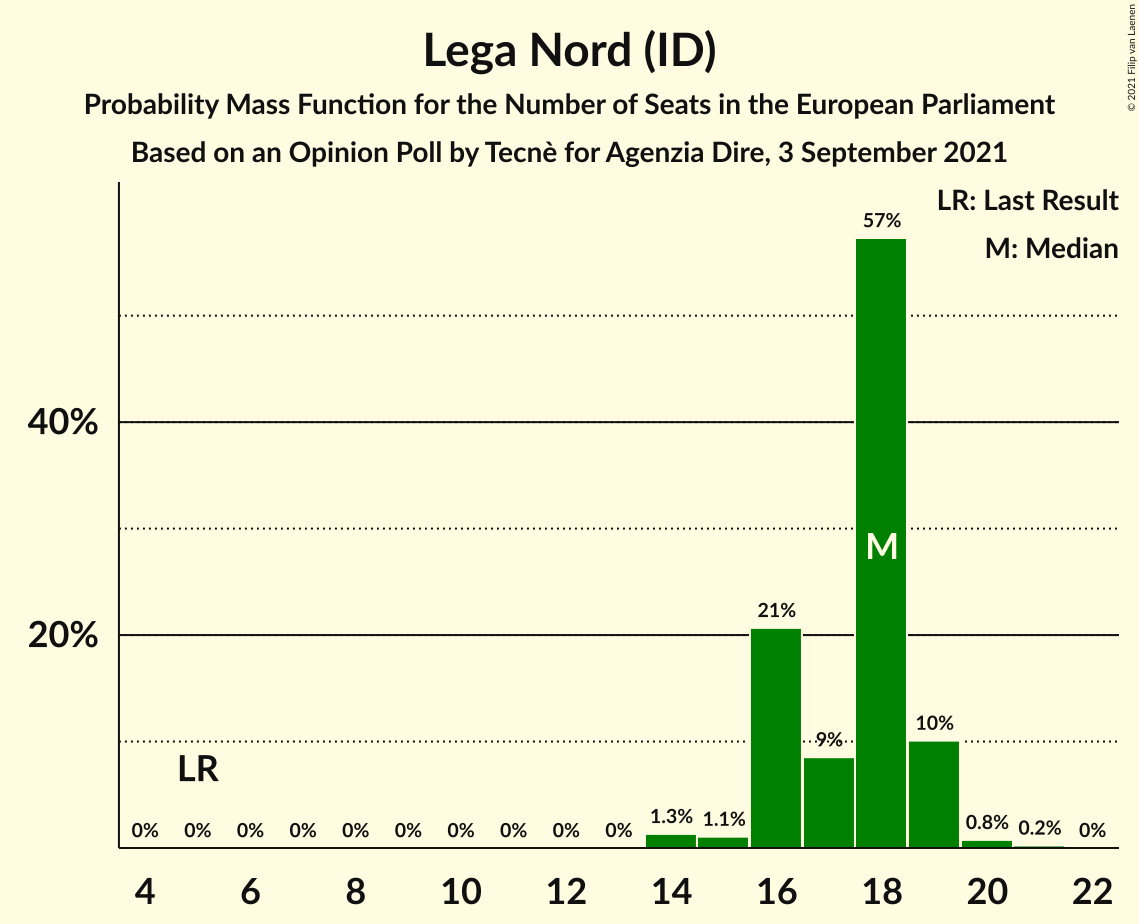 Lega Nord (ID)
Probability Mass Function for the Number of Seats in the European Parliament
Based on an Opinion Poll by Tecnè for Agenzia Dire, 3 September 2021
© 2021 Filip van Laenen
LR: Last Result
M: Median
57%
40%
M
21%
20%
10%
9%
LR
0% 0% 0% 0% 0% 0% 0% 0% 0% 0% 1.3% 1.1% 0.8% 0.2% 0%
4 6 8 10 12 14 16 18 20 22